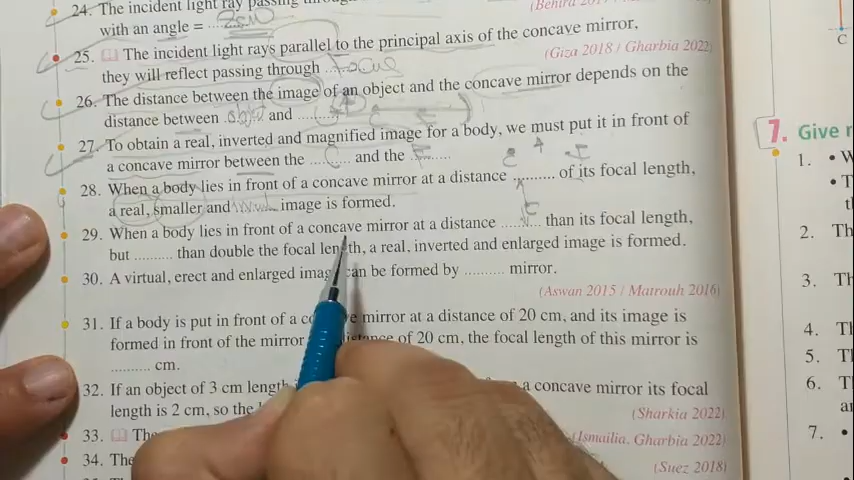 24. The incident light ray passing through
(Behira 2017
with an angle = .... zero
25. The incident light rays parallel to the principal axis of the concave mirror,
they will reflect passing through .. focus
(Giza 2018 / Gharbia 2022)
26. The distance between the image of an object and the concave mirror depends on the
distance between object and ..........
27. To obtain a real, inverted and magnified image for a body, we must put it in front of
a concave mirror between the .... C .... and the .. F ........
28. When a body lies in front of a concave mirror at a distance .......... of its focal length,
a real, smaller and image is formed.
29. When a body lies in front of a concave mirror at a distance .......... than its focal length,
but .......... than double the focal length, a real, inverted and enlarged image is formed.
30. A virtual, erect and enlarged image can be formed by .......... mirror.
(Aswan 2015 / Matrouh 2016)
31. If a body is put in front of a mirror at a distance of 20 cm, and its image is
formed in front of the mirror of 20 cm, the focal length of this mirror is
.......... cm.
32. If an object of 3 cm length a concave mirror its focal
length is 2 cm, so the
(Sharkia 2022)
33. The
(Ismailia, Gharbia 2022)
34. The
(Suez 2018)
C
7. Give r
1. • W
• T
2. Th
3. Th
4. Th
5. T
6. T
7. •